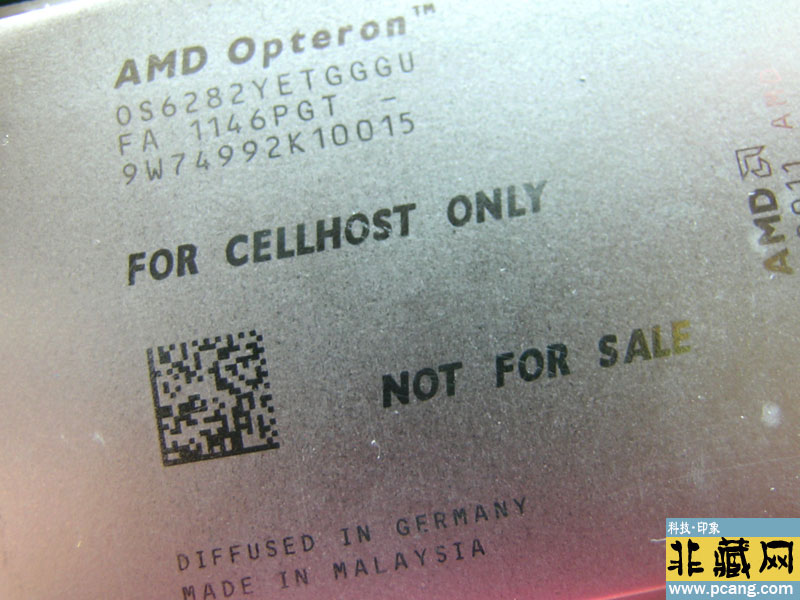 AMD Opteron™
OS6282YETGGGU
FA 1146PGT -
9W74992K10015
FOR CELLHOST ONLY
NOT FOR SALE
DIFFUSED IN GERMANY
MADE IN MALAYSIA
AMD
科技·印象
非藏网
www.pcang.com